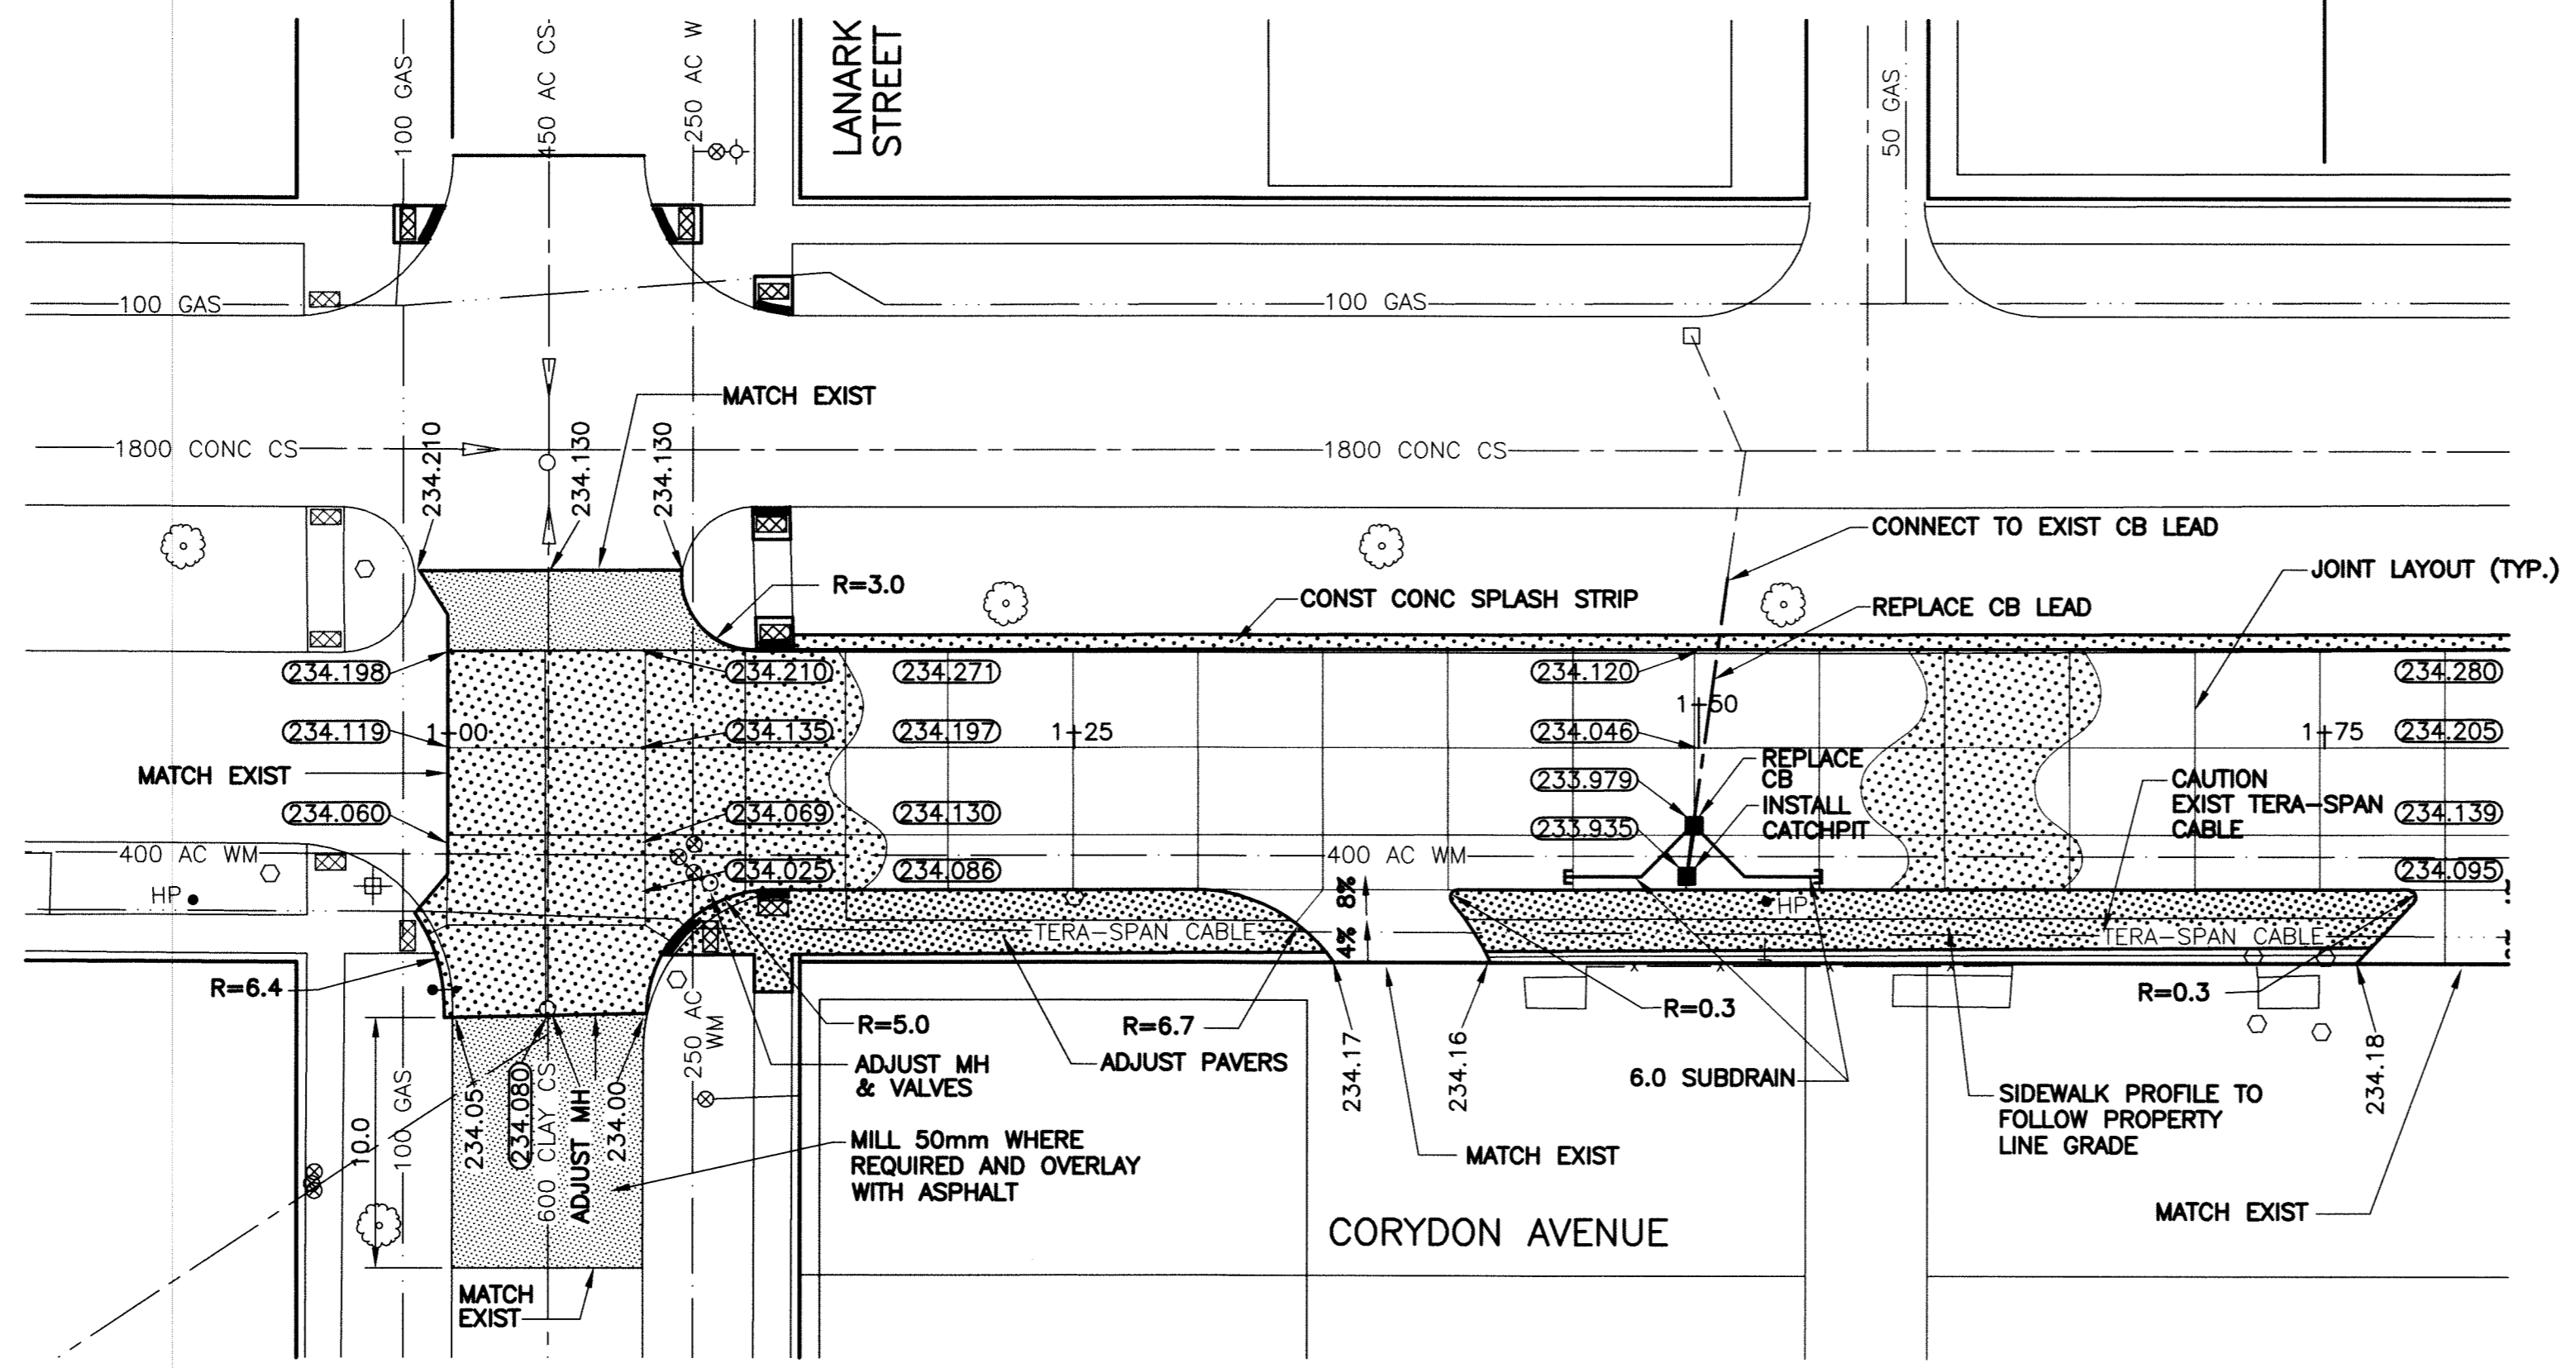 100 GAS
450 AC CS
250 AC W
LANARK
STREET
50 GAS
100 GAS
100 GAS
MATCH EXIST
1800 CONC CS
234.210
234.130
234.130
1800 CONC CS
CONNECT TO EXIST CB LEAD
JOINT LAYOUT (TYP.)
R=3.0
CONST CONC SPLASH STRIP
REPLACE CB LEAD
234.198
234.210
234.271
234.120
234.280
1+50
234.119
1+00
234.135
234.197
1+25
234.046
1+75
234.205
MATCH EXIST
REPLACE
CB
233.979
CAUTION
EXIST TERA-SPAN
CABLE
INSTALL
CATCHPIT
234.060
234.069
234.130
233.935
234.139
400 AC WM
400 AC WM
234.025
234.086
234.095
HP
8%
4%
HP
TERA-SPAN CABLE
TERA-SPAN CABLE
R=6.4
R=5.0
R=6.7
R=0.3
R=0.3
250 AC
WM
234.17
234.16
234.18
ADJUST MH
& VALVES
ADJUST PAVERS
6.0 SUBDRAIN
SIDEWALK PROFILE TO
FOLLOW PROPERTY
LINE GRADE
10.0
100 GAS
234.05
234.080
600 CLAY CS
ADJUST MH
234.00
MILL 50mm WHERE
REQUIRED AND OVERLAY
WITH ASPHALT
MATCH EXIST
MATCH EXIST
CORYDON AVENUE
MATCH
EXIST